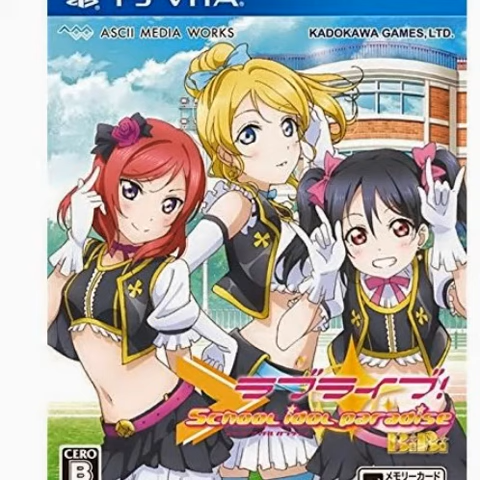 PS VITA
ASCII MEDIA WORKS
KADOKAWA GAMES, LTD.
ラブライブ!
School idol paradise
BiBi
CERO
B
メモリーカード